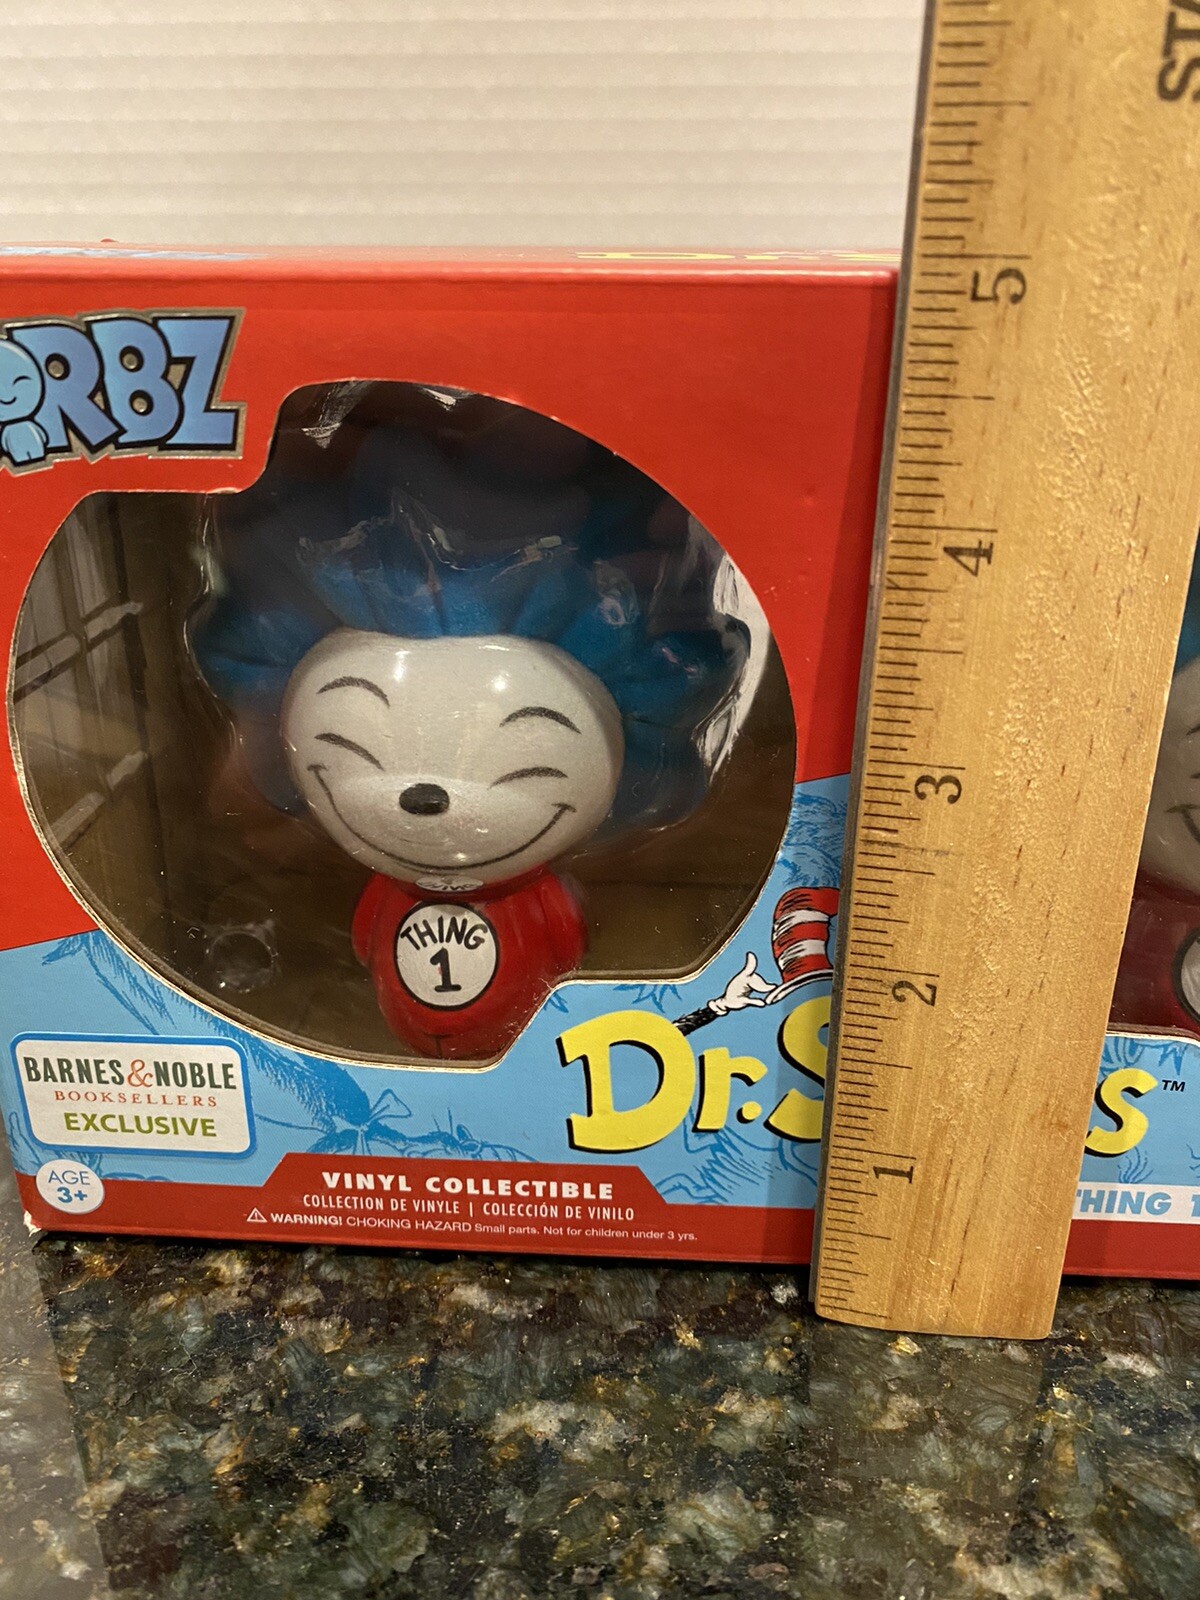 ORBZ
THING
1
BARNES&NOBLE
BOOKSELLERS
EXCLUSIVE
AGE
3+
Dr. S s™
THING
VINYL COLLECTIBLE
COLLECTION DE VINYLE | COLECCIÓN DE VINILO
⚠ WARNING! CHOKING HAZARD Small parts. Not for children under 3 yrs.
5
4
3
2
1